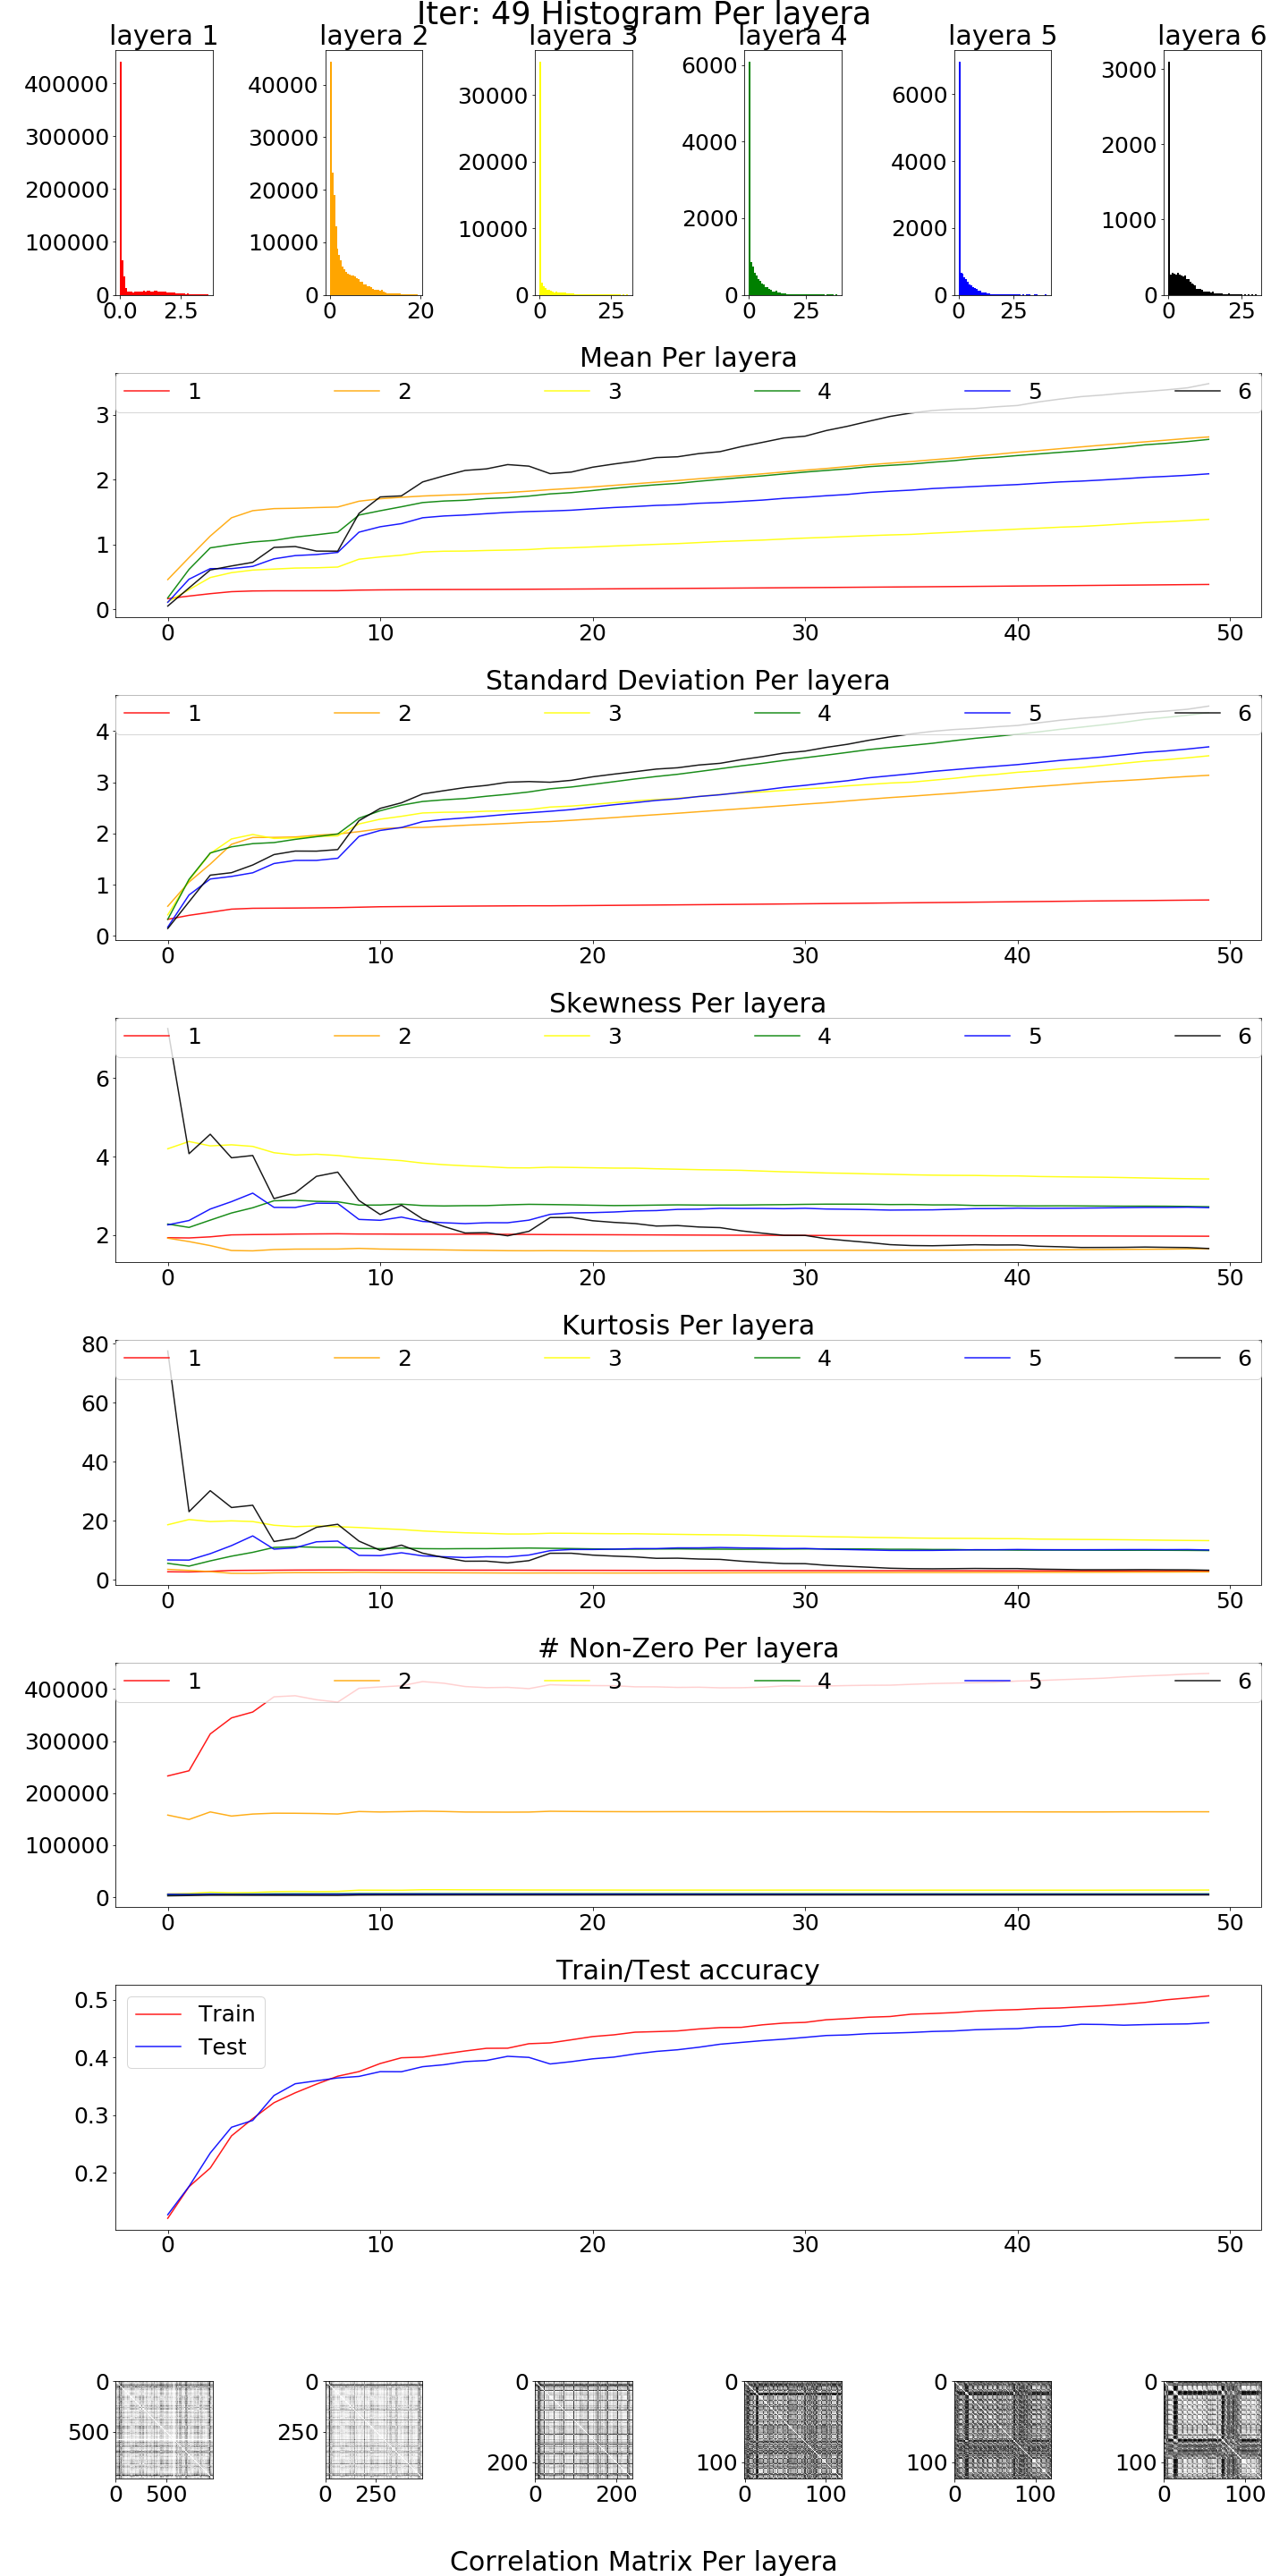 Iter: 49 Histogram Per layera
layera 1 layera 2 layera 3 layera 4 layera 5 layera 6
400000 300000 200000 100000 0
0.0 2.5
40000 30000 20000 10000 0
0 20
30000 20000 10000 0
0 25
6000 4000 2000 0
0 25
6000 4000 2000 0
0 25
3000 2000 1000 0
0 25
Mean Per layera
1 2 3 4 5 6
3
2
1
0
0 10 20 30 40 50
Standard Deviation Per layera
1 2 3 4 5 6
4
3
2
1
0
0 10 20 30 40 50
Skewness Per layera
1 2 3 4 5 6
6
4
2
0 10 20 30 40 50
Kurtosis Per layera
80
1 2 3 4 5 6
60
40
20
0
0 10 20 30 40 50
# Non-Zero Per layera
1 2 3 4 5 6
400000
300000
200000
100000
0
0 10 20 30 40 50
Train/Test accuracy
Train
Test
0.5
0.4
0.3
0.2
0 10 20 30 40 50
0 500
0 500
0 250
0 250
0 200
0 200
0 100
0 100
0 100
0 100
0 100
0 100
Correlation Matrix Per layera